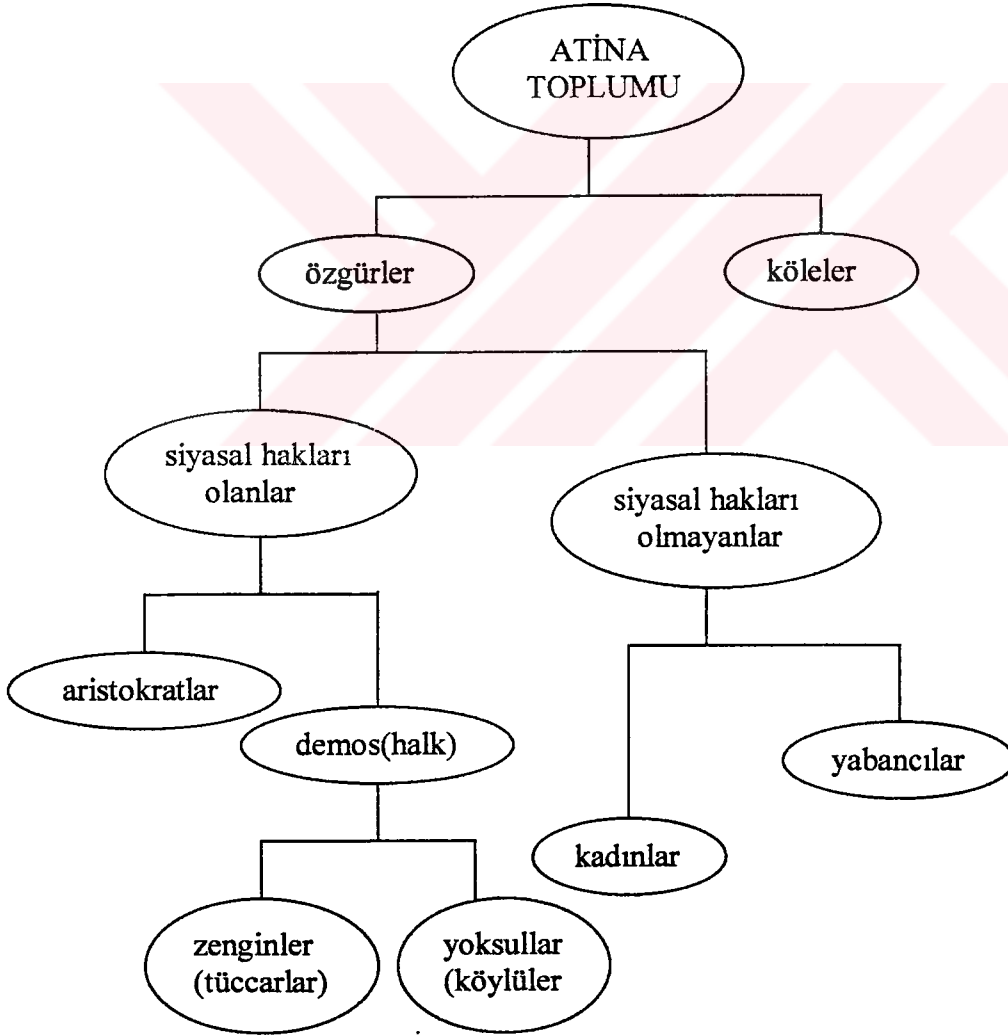 ATİNA
TOPLUMU
özgürler
köleler
siyasal hakları
olanlar
siyasal hakları
olmayanlar
aristokratlar
demos(halk)
yabancılar
kadınlar
zenginler
(tüccarlar)
yoksullar
(köylüler